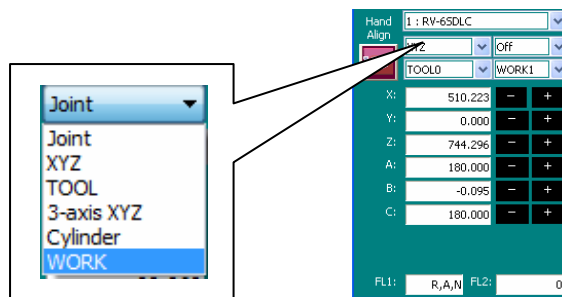 Joint
Joint
XYZ
TOOL
3-axis XYZ
Cylinder
WORK
Hand Align
1 : RV-6SDLC
XYZ Off
TOOL0 WORK1
X: 510.223 - +
Y: 0.000 - +
Z: 744.296 - +
A: 180.000 - +
B: -0.095 - +
C: 180.000 - +
FL1: R,A,N FL2: 0